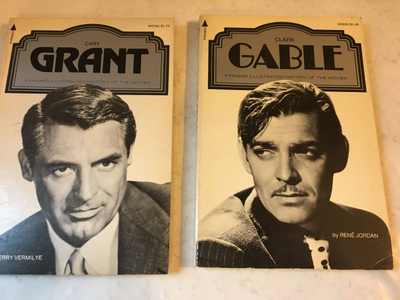 CARY
GRANT
PYRAMID ILLUSTRATED HISTORY OF THE MOVIES
ERRY VERMILYE
CLARK
GABLE
PYRAMID ILLUSTRATED HISTORY OF THE MOVIES
by RENÉ JORDAN